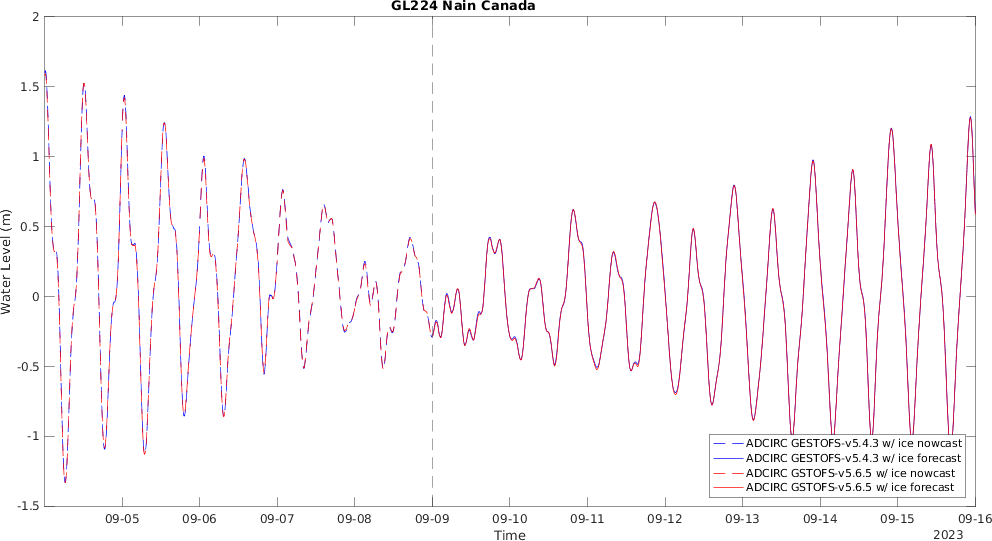 GL224 Nain Canada
2
1.5
1
0.5
0
-0.5
-1
-1.5
Water Level (m)
ADCIRC GESTOFS-v5.4.3 w/ ice nowcast
ADCIRC GESTOFS-v5.4.3 w/ ice forecast
ADCIRC GSTOFS-v5.6.5 w/ ice nowcast
ADCIRC GSTOFS-v5.6.5 w/ ice forecast
09-05 09-06 09-07 09-08 09-09 09-10 09-11 09-12 09-13 09-14 09-15 09-16
Time
2023